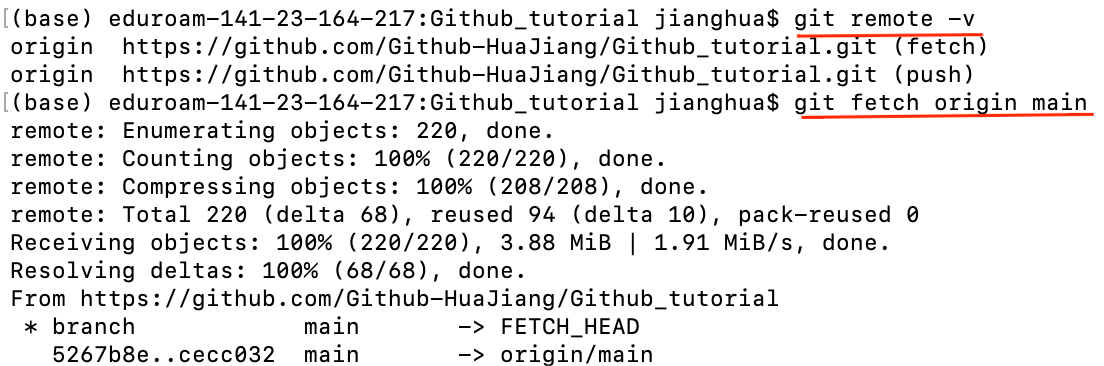 [(base) eduroam-141-23-164-217:Github_tutorial jianghua$ git remote -v
origin  https://github.com/Github-HuaJiang/Github_tutorial.git (fetch)
origin  https://github.com/Github-HuaJiang/Github_tutorial.git (push)
[(base) eduroam-141-23-164-217:Github_tutorial jianghua$ git fetch origin main
remote: Enumerating objects: 220, done.
remote: Counting objects: 100% (220/220), done.
remote: Compressing objects: 100% (208/208), done.
remote: Total 220 (delta 68), reused 94 (delta 10), pack-reused 0
Receiving objects: 100% (220/220), 3.88 MiB | 1.91 MiB/s, done.
Resolving deltas: 100% (68/68), done.
From https://github.com/Github-HuaJiang/Github_tutorial
 * branch            main       -> FETCH_HEAD
   5267b8e..cecc032  main       -> origin/main